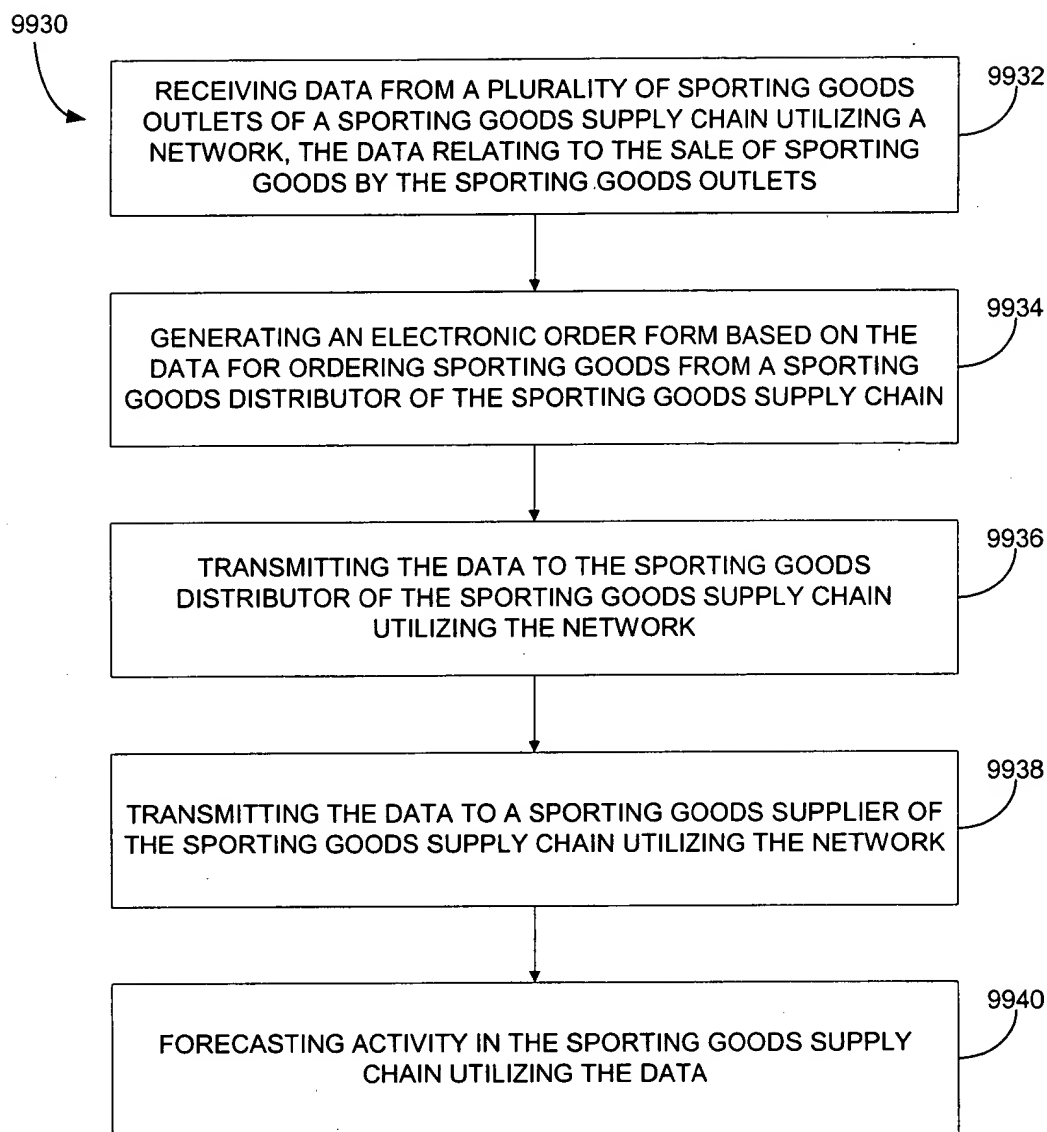 9930
9932
RECEIVING DATA FROM A PLURALITY OF SPORTING GOODS
OUTLETS OF A SPORTING GOODS SUPPLY CHAIN UTILIZING A
NETWORK, THE DATA RELATING TO THE SALE OF SPORTING
GOODS BY THE SPORTING GOODS OUTLETS
9934
GENERATING AN ELECTRONIC ORDER FORM BASED ON THE
DATA FOR ORDERING SPORTING GOODS FROM A SPORTING
GOODS DISTRIBUTOR OF THE SPORTING GOODS SUPPLY CHAIN
9936
TRANSMITTING THE DATA TO THE SPORTING GOODS
DISTRIBUTOR OF THE SPORTING GOODS SUPPLY CHAIN
UTILIZING THE NETWORK
9938
TRANSMITTING THE DATA TO A SPORTING GOODS SUPPLIER OF
THE SPORTING GOODS SUPPLY CHAIN UTILIZING THE NETWORK
9940
FORECASTING ACTIVITY IN THE SPORTING GOODS SUPPLY
CHAIN UTILIZING THE DATA